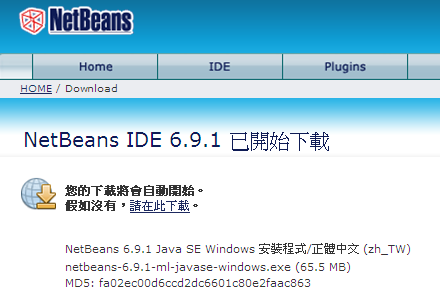 NetBeans
Home IDE Plugins
HOME / Download
NetBeans IDE 6.9.1 已開始下載
您的下載將會自動開始。
假如沒有，請在此下載。
NetBeans 6.9.1 Java SE Windows 安裝程式/正體中文 (zh_TW)
netbeans-6.9.1-ml-javase-windows.exe (65.5 MB)
MD5: fa02ec00d6ccd2dc6601c80e2faac863